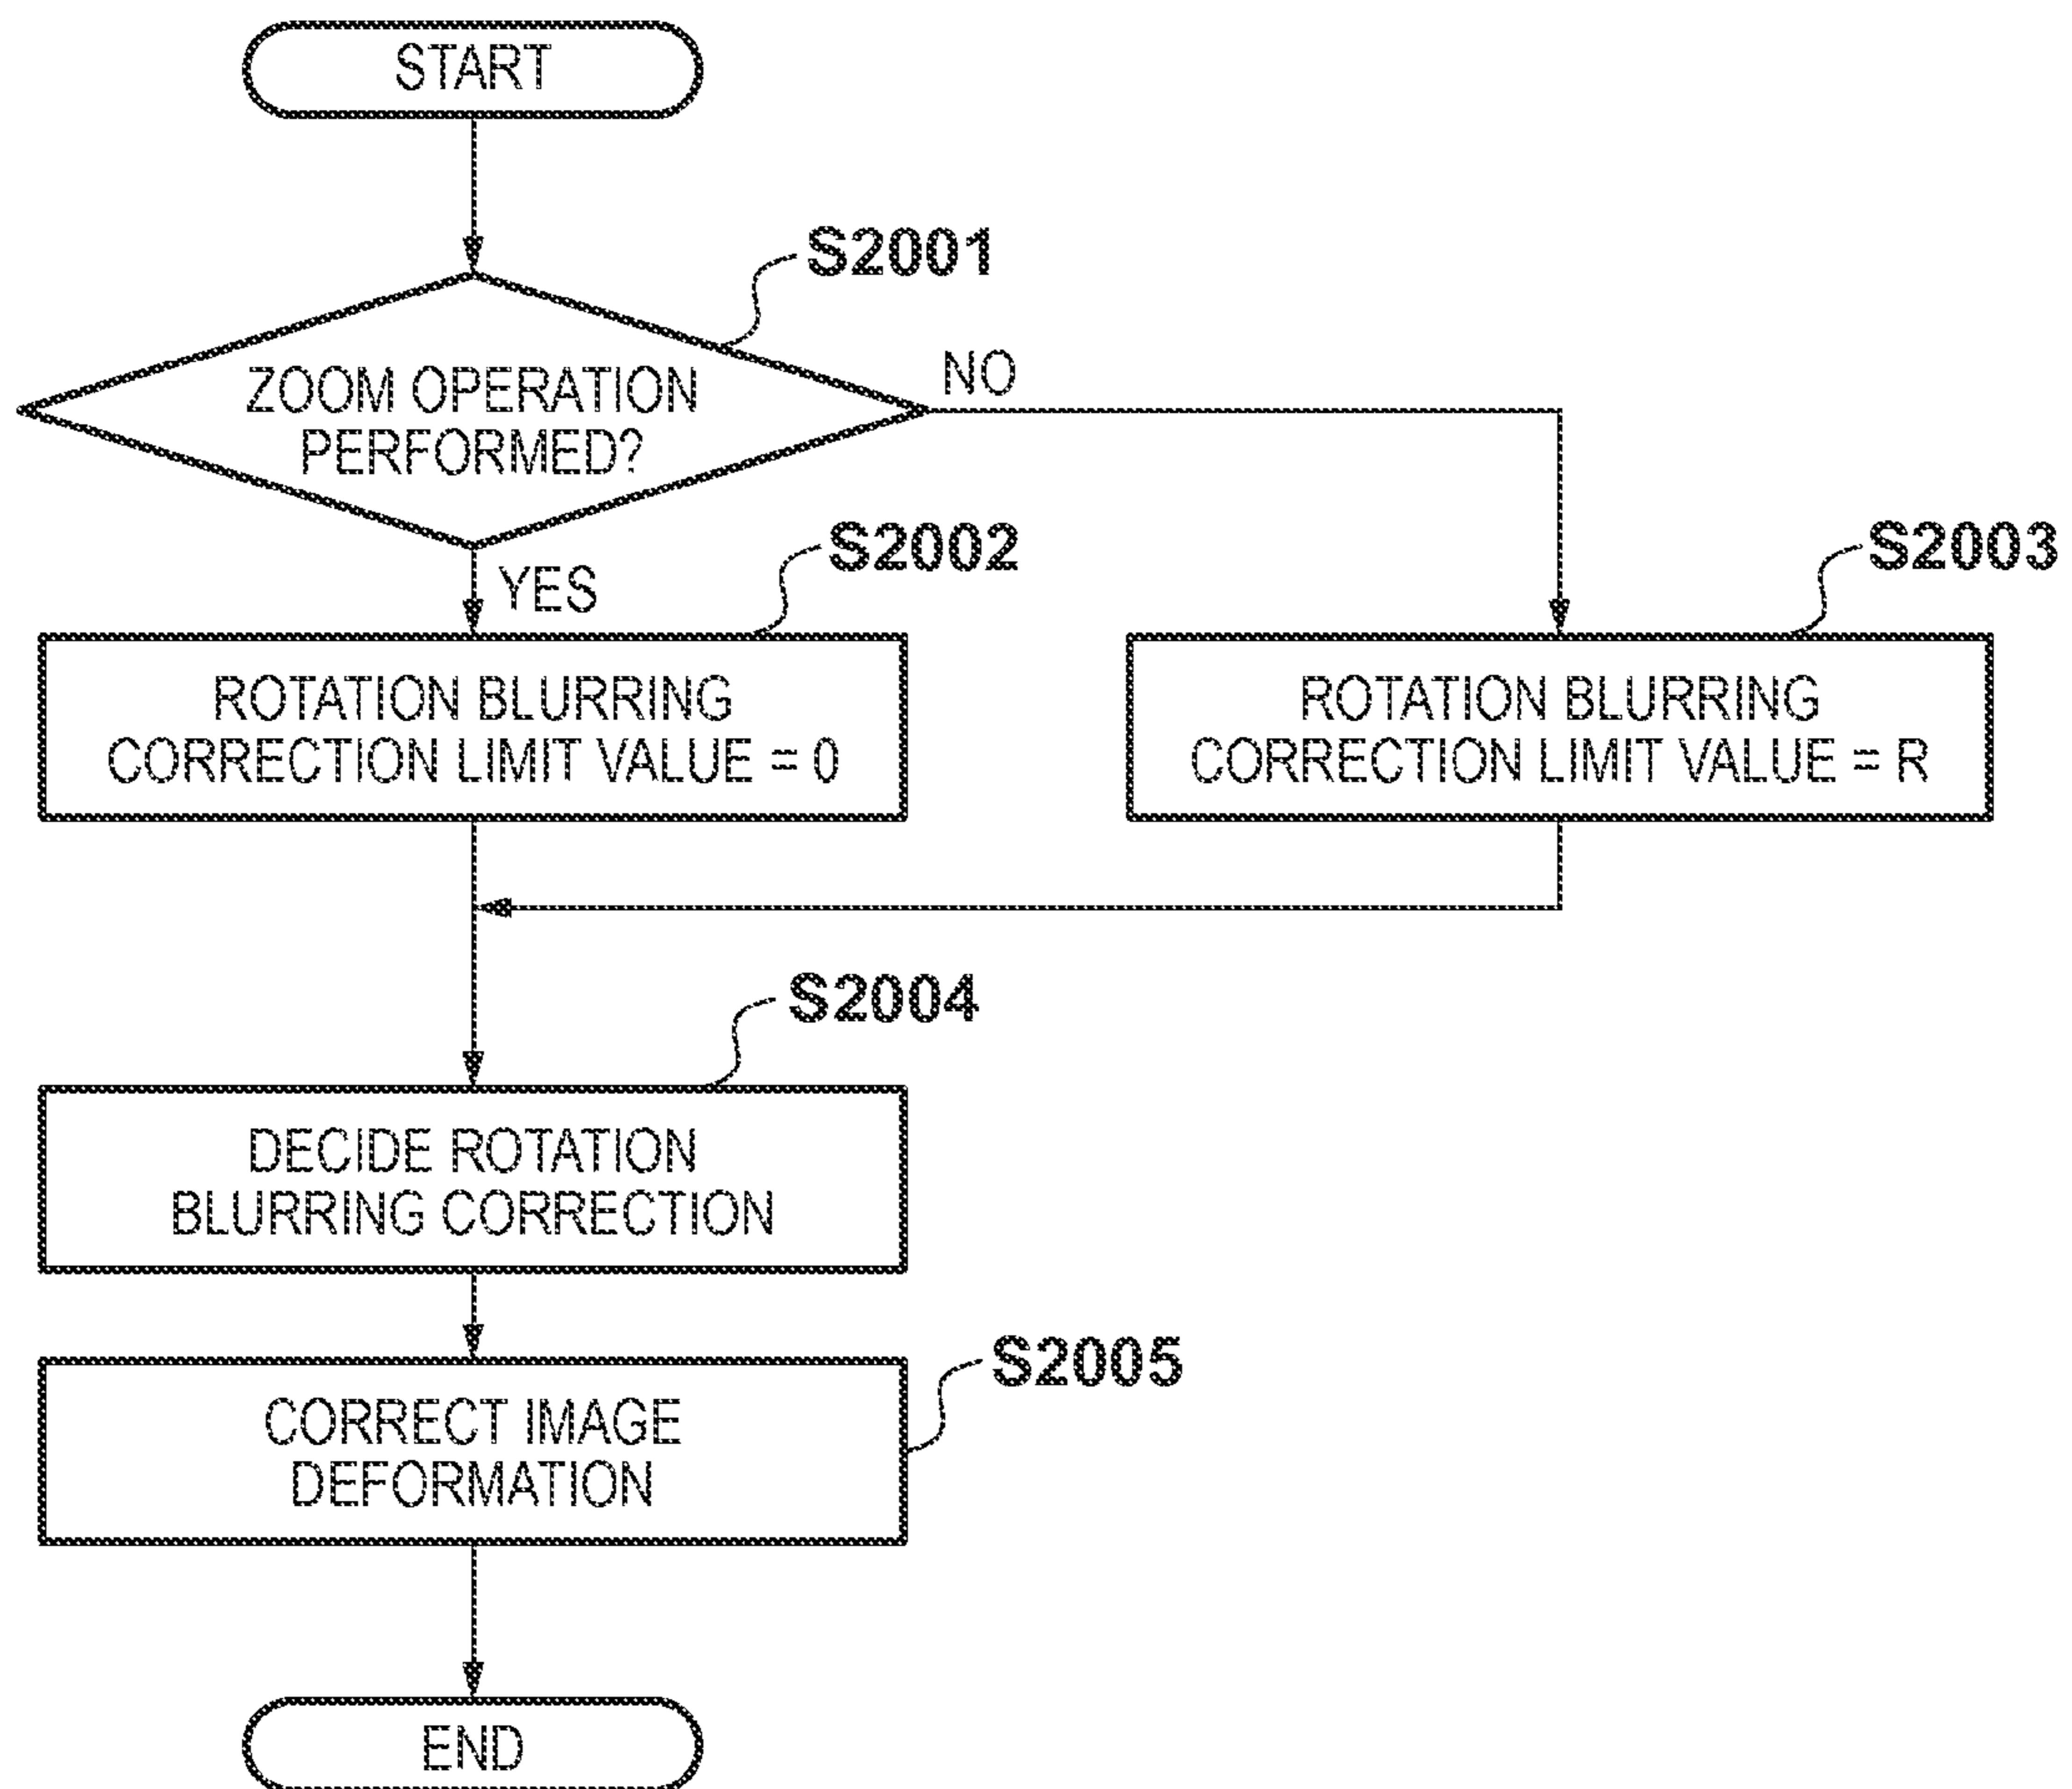 START
S2001
ZOOM OPERATION
PERFORMED?
NO
YES
S2002
ROTATION BLURRING
CORRECTION LIMIT VALUE = 0
S2003
ROTATION BLURRING
CORRECTION LIMIT VALUE = R
S2004
DECIDE ROTATION
BLURRING CORRECTION
S2005
CORRECT IMAGE
DEFORMATION
END